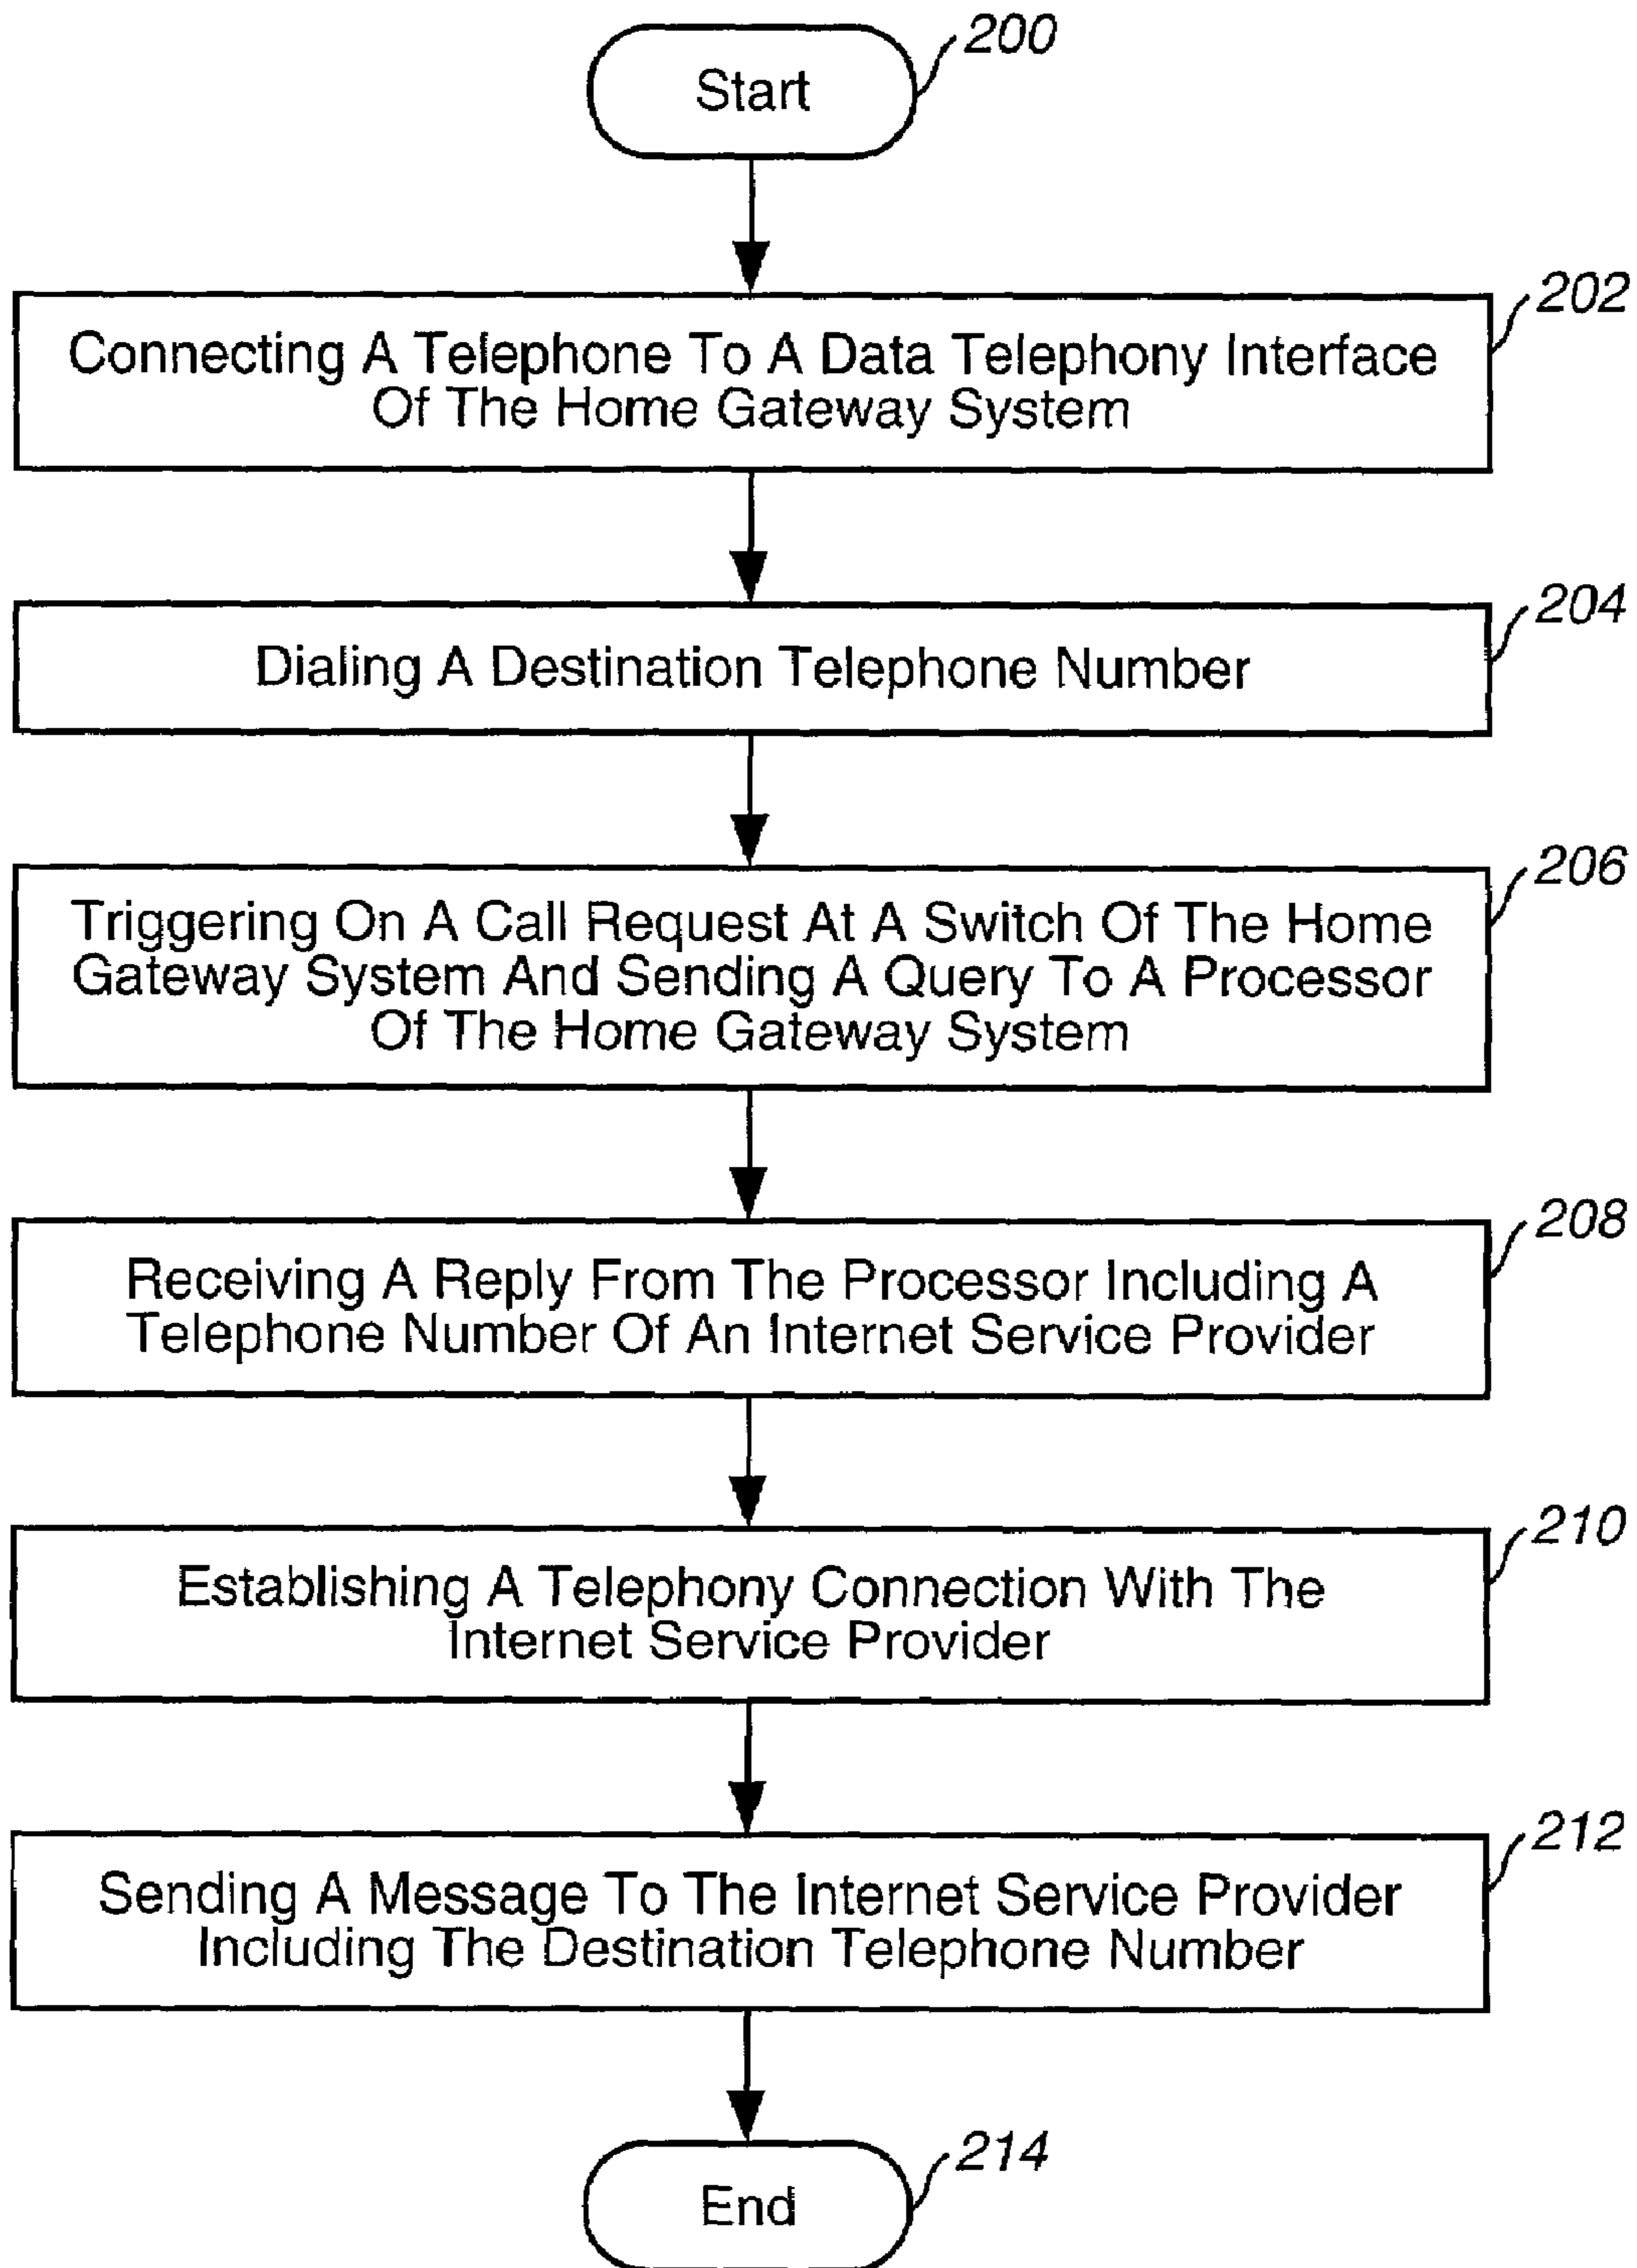 200
Start
202
Connecting A Telephone To A Data Telephony Interface
Of The Home Gateway System
204
Dialing A Destination Telephone Number
206
Triggering On A Call Request At A Switch Of The Home
Gateway System And Sending A Query To A Processor
Of The Home Gateway System
208
Receiving A Reply From The Processor Including A
Telephone Number Of An Internet Service Provider
210
Establishing A Telephony Connection With The
Internet Service Provider
212
Sending A Message To The Internet Service Provider
Including The Destination Telephone Number
214
End